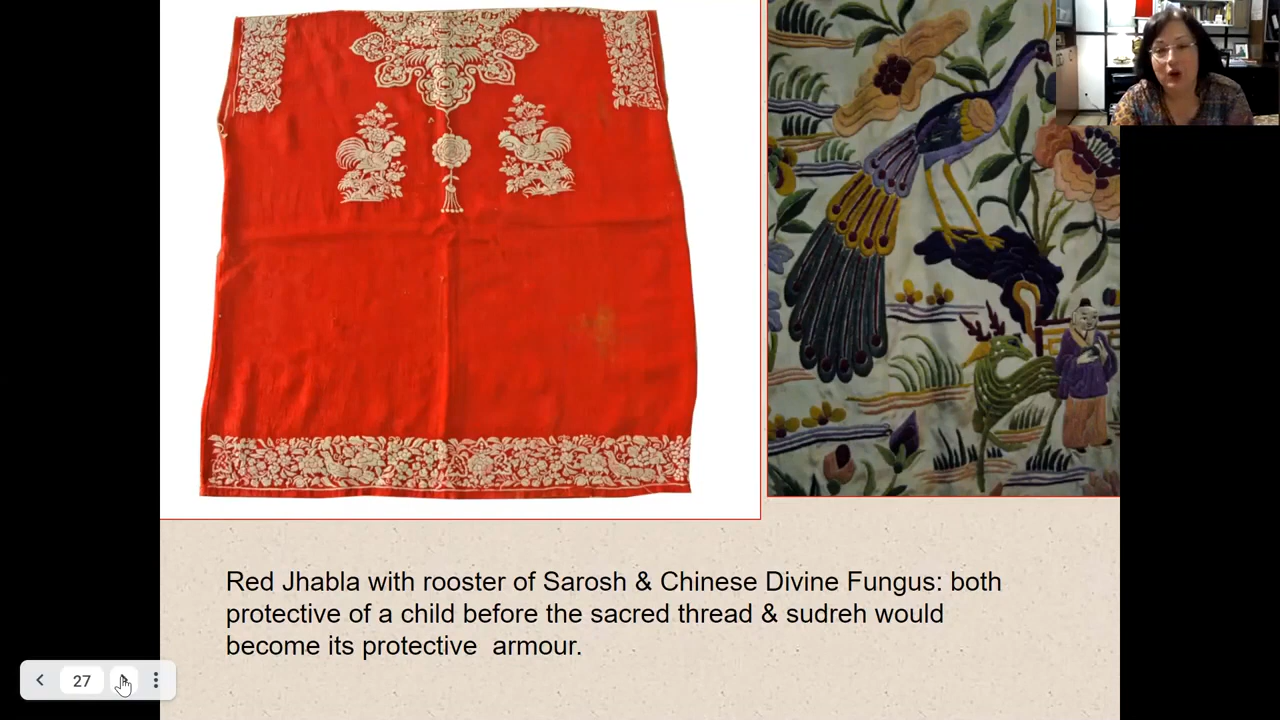 Red Jhabla with rooster of Sarosh & Chinese Divine Fungus: both
protective of a child before the sacred thread & sudreh would
become its protective  armour.
27